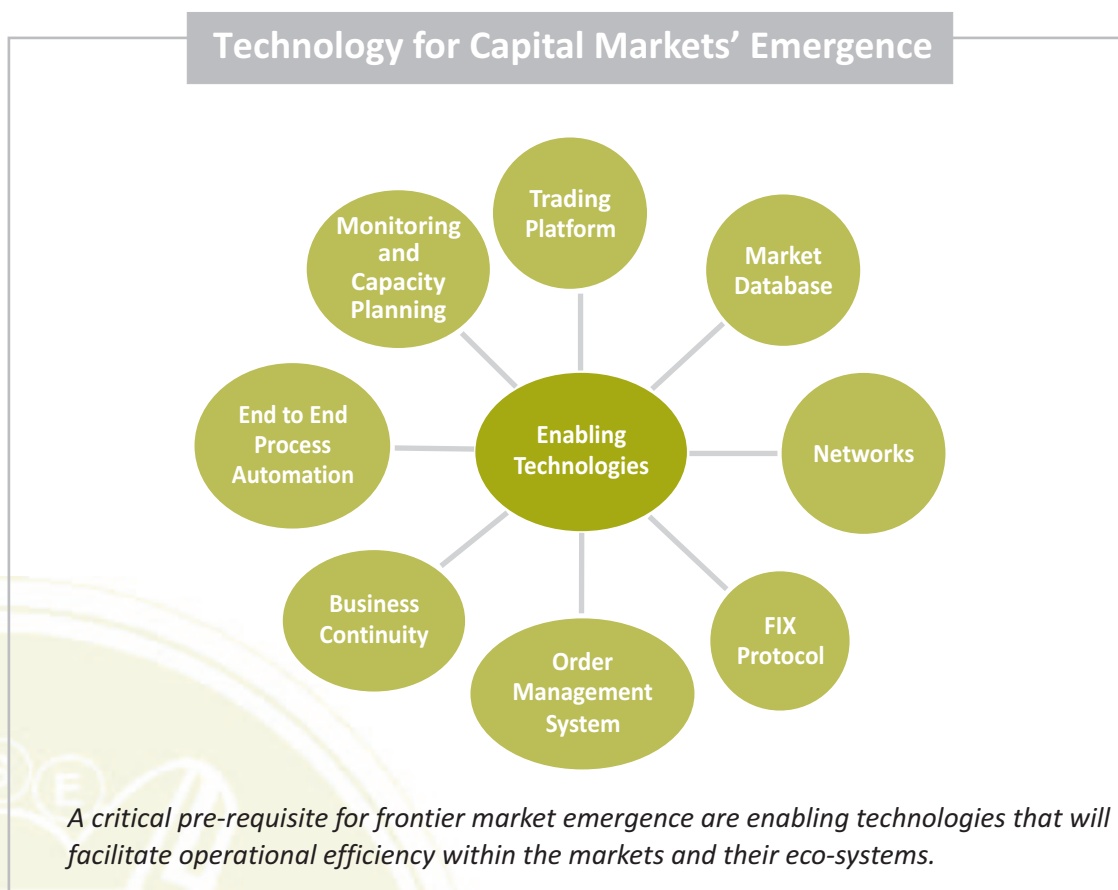 Technology for Capital Markets’ Emergence
Trading
Platform
Monitoring
and
Capacity
Planning
Market
Database
End to End
Process
Automation
Enabling
Technologies
Networks
Business
Continuity
FIX
Protocol
Order
Management
System
E
A critical pre-requisite for frontier market emergence are enabling technologies that will
facilitate operational efficiency within the markets and their eco-systems.